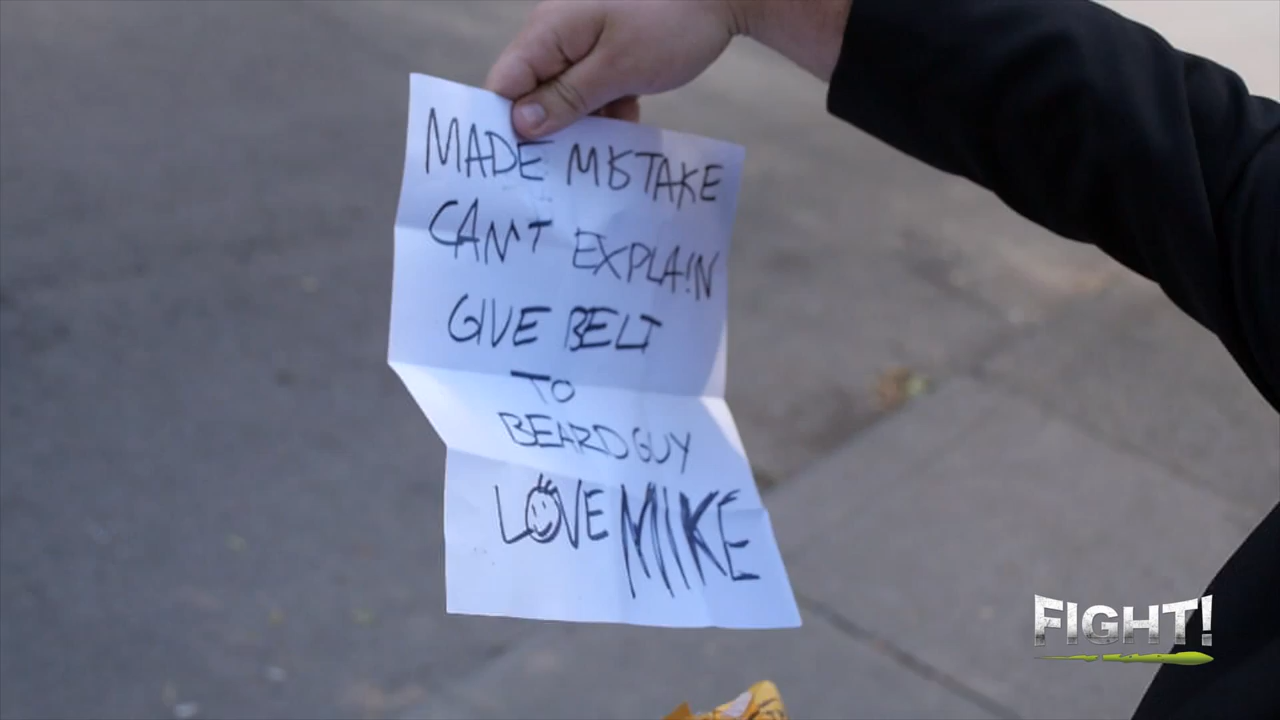 MADE MISTAKE
CAN'T EXPLAIN
GIVE BELT
TO
BEARD GUY
LOVE MIKE
FIGHT!